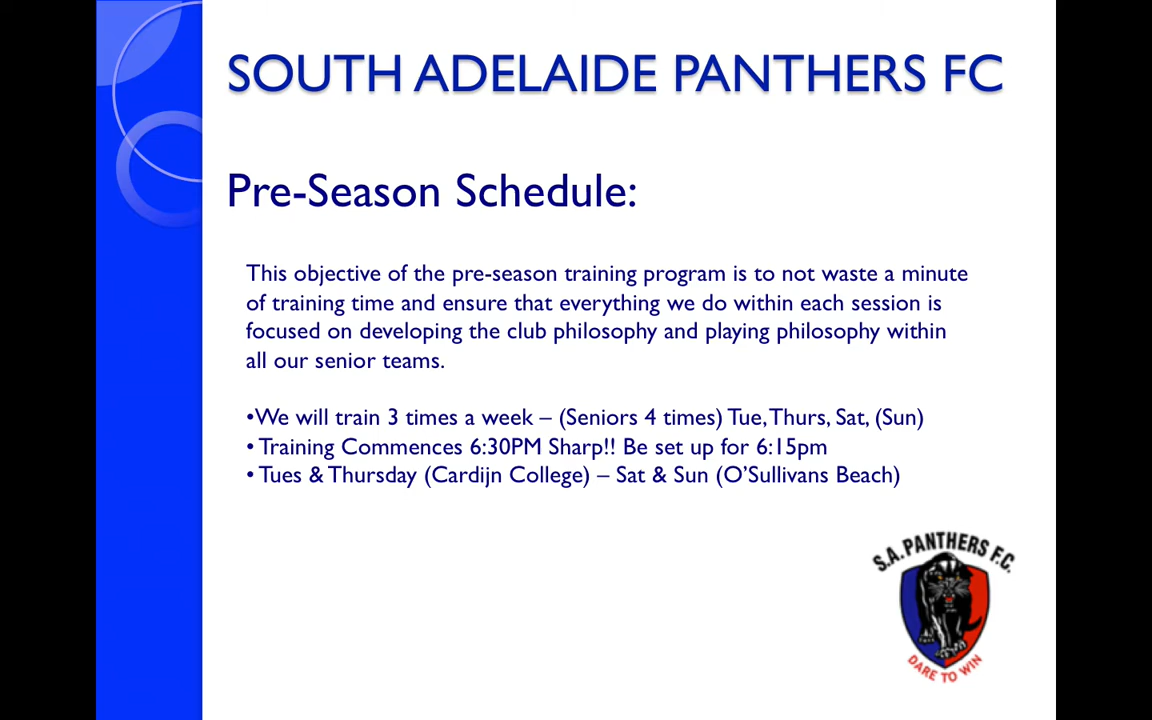 SOUTH ADELAIDE PANTHERS FC
Pre-Season Schedule:
This objective of the pre-season training program is to not waste a minute
of training time and ensure that everything we do within each session is
focused on developing the club philosophy and playing philosophy within
all our senior teams.
•We will train 3 times a week – (Seniors 4 times) Tue, Thurs, Sat, (Sun)
• Training Commences 6:30PM Sharp!! Be set up for 6:15pm
• Tues & Thursday (Cardijn College) – Sat & Sun (O’Sullivans Beach)
S.A. PANTHERS F.C.
DARE TO WIN